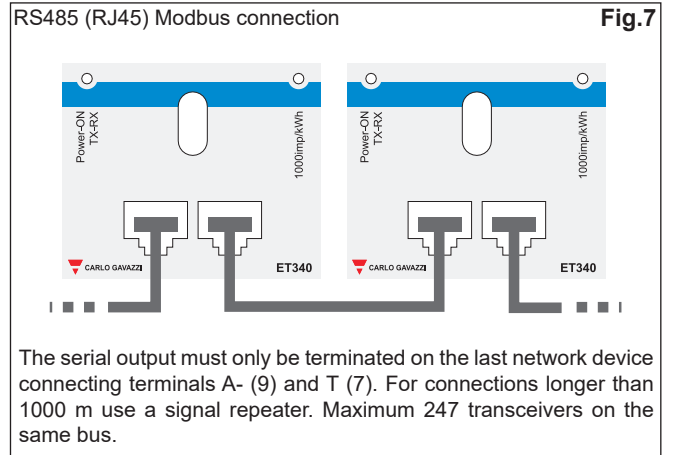 RS485 (RJ45) Modbus connection Fig.7
Power-ON
TX-RX
1000imp/kWh
Power-ON
TX-RX
1000imp/kWh
CARLO GAVAZZI ET340
CARLO GAVAZZI ET340
The serial output must only be terminated on the last network device
connecting terminals A- (9) and T (7). For connections longer than
1000 m use a signal repeater. Maximum 247 transceivers on the
same bus.